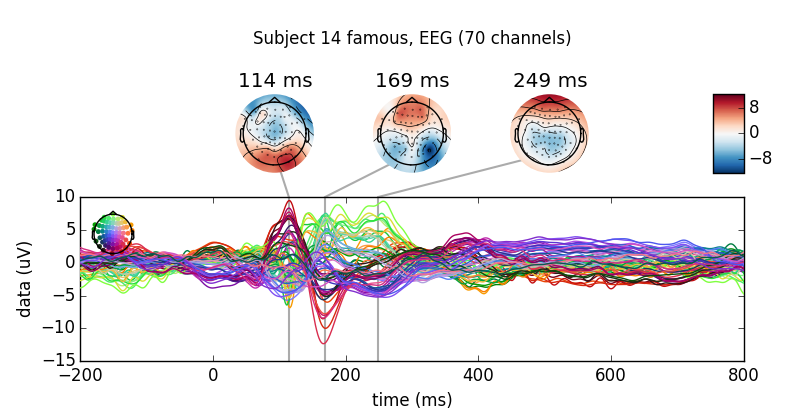 Subject 14 famous, EEG (70 channels)
114 ms 169 ms 249 ms
8
0
−8
10
5
0
−5
−10
−15
data (uV)
−200 0 200 400 600 800
time (ms)